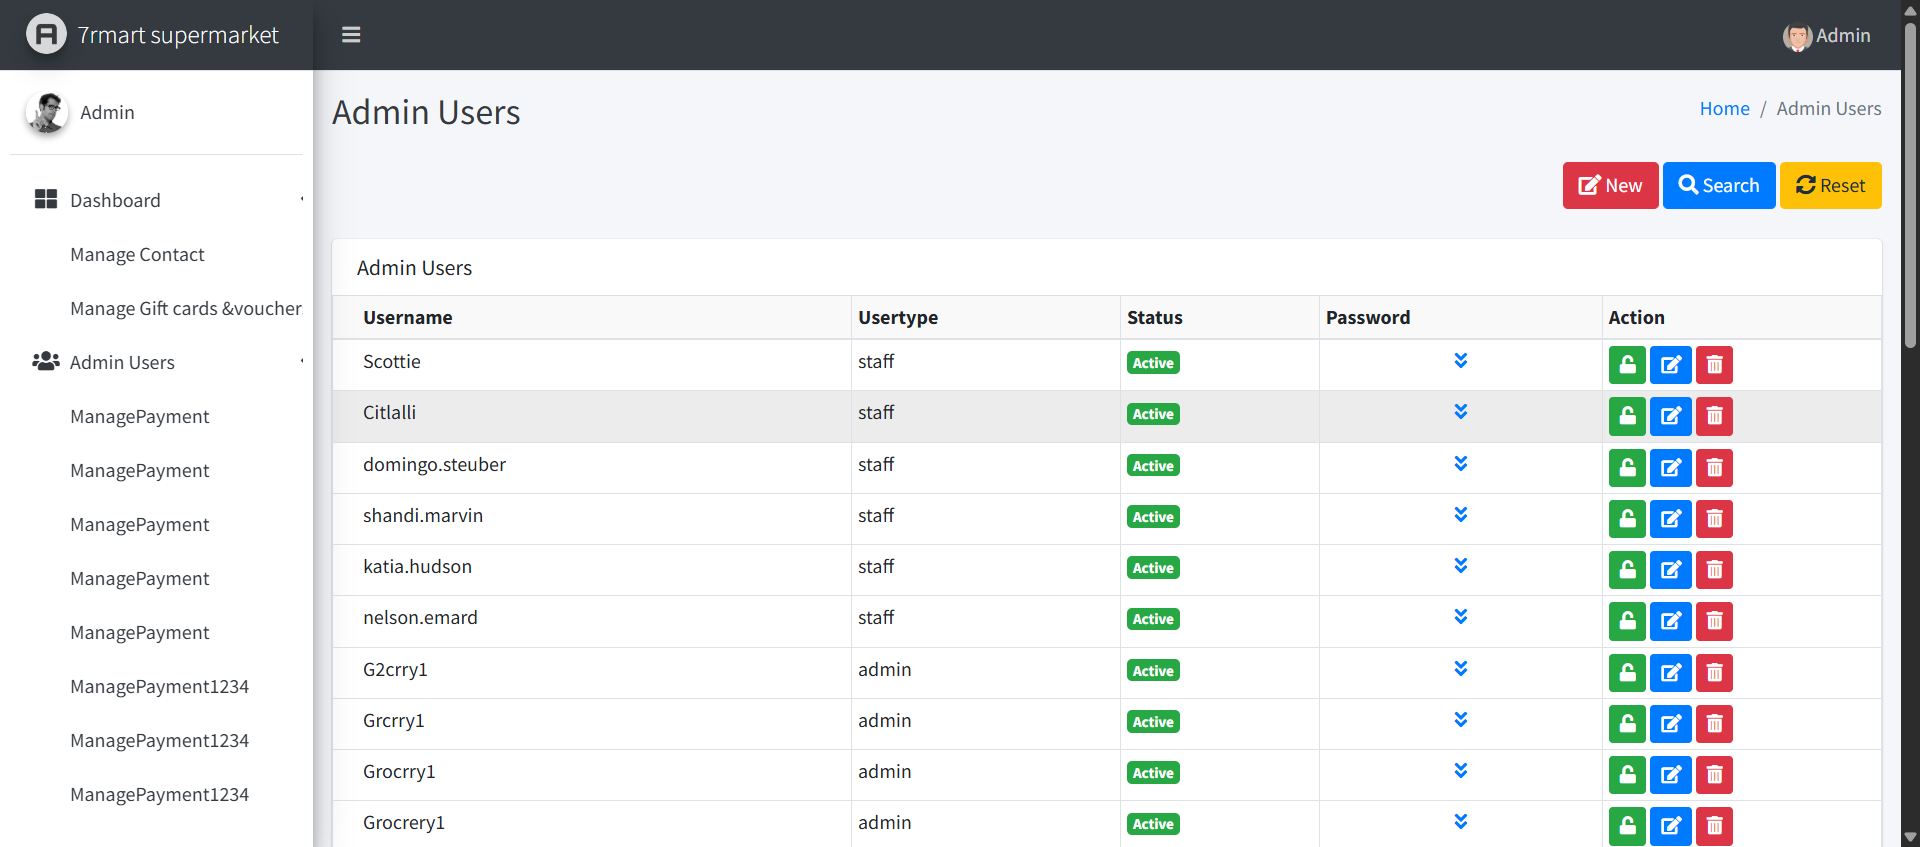 7rmart supermarket
Admin
Admin
Dashboard
Manage Contact
Manage Gift cards &voucher
Admin Users
ManagePayment
ManagePayment
ManagePayment
ManagePayment
ManagePayment
ManagePayment1234
ManagePayment1234
ManagePayment1234
Admin Users
Home / Admin Users
New Search Reset
Admin Users
Username Usertype Status Password Action
Scottie staff Active
Citlalli staff Active
domingo.steuber staff Active
shandi.marvin staff Active
katia.hudson staff Active
nelson.emard staff Active
G2crry1 admin Active
Grcrry1 admin Active
Grocrry1 admin Active
Grocrery1 admin Active